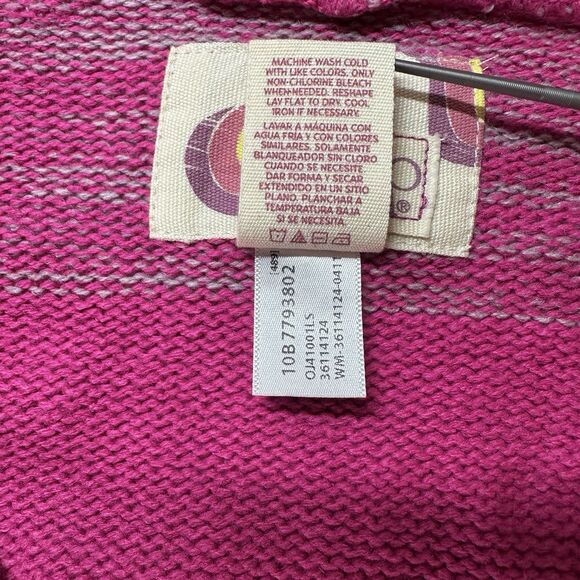 MACHINE WASH COLD
WITH LIKE COLORS. ONLY
NON-CHLORINE BLEACH
WHEN NEEDED. RESHAPE
LAY FLAT TO DRY. COOL
IRON IF NECESSARY.
LAVAR A MÁQUINA CON
AGUA FRÍA Y CON COLORES
SIMILARES. SOLAMENTE
BLANQUEADOR SIN CLORO
CUANDO SE NECESITE
DAR FORMA Y SECAR
EXTENDIDO EN UN SITIO
PLANO. PLANCHAR A
TEMPERATURA BAJA
SI SE NECESITA
O
®
10B7793802
OJ41001LS
36114124
WM-36114124-0411